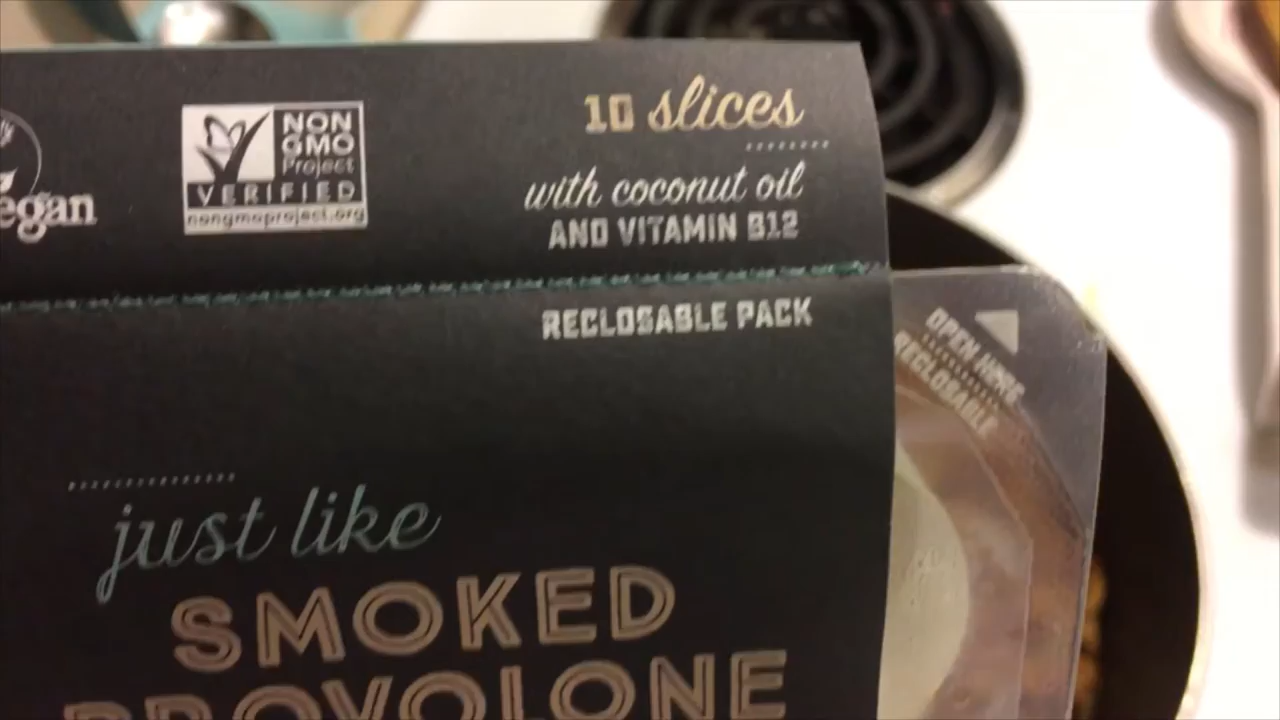 10 slices
with coconut oil
AND VITAMIN B12
NON
GMO
Project
VERIFIED
nongmoproject.org
egan
RECLOSABLE PACK
OPEN HERE
RECLOSABLE
just like
SMOKED
PROVOLONE